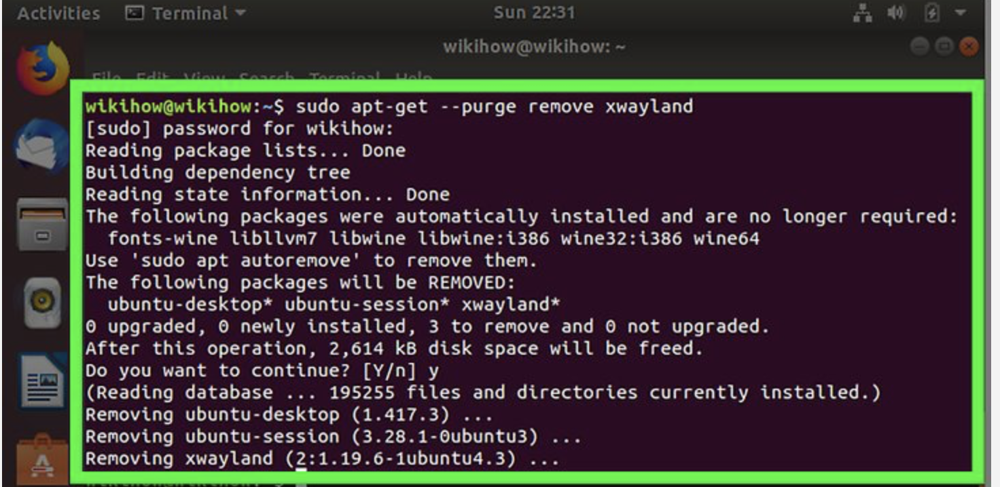 Activities Terminal Sun 22:31
wikihow@wikihow: ~
File Edit View Search Terminal Help
wikihow@wikihow:~$ sudo apt-get --purge remove xwayland
[sudo] password for wikihow:
Reading package lists... Done
Building dependency tree
Reading state information... Done
The following packages were automatically installed and are no longer required:
  fonts-wine libllvm7 libwine libwine:i386 wine32:i386 wine64
Use 'sudo apt autoremove' to remove them.
The following packages will be REMOVED:
  ubuntu-desktop* ubuntu-session* xwayland*
0 upgraded, 0 newly installed, 3 to remove and 0 not upgraded.
After this operation, 2,614 kB disk space will be freed.
Do you want to continue? [Y/n] y
(Reading database ... 195255 files and directories currently installed.)
Removing ubuntu-desktop (1.417.3) ...
Removing ubuntu-session (3.28.1-0ubuntu3) ...
Removing xwayland (2:1.19.6-1ubuntu4.3) ...